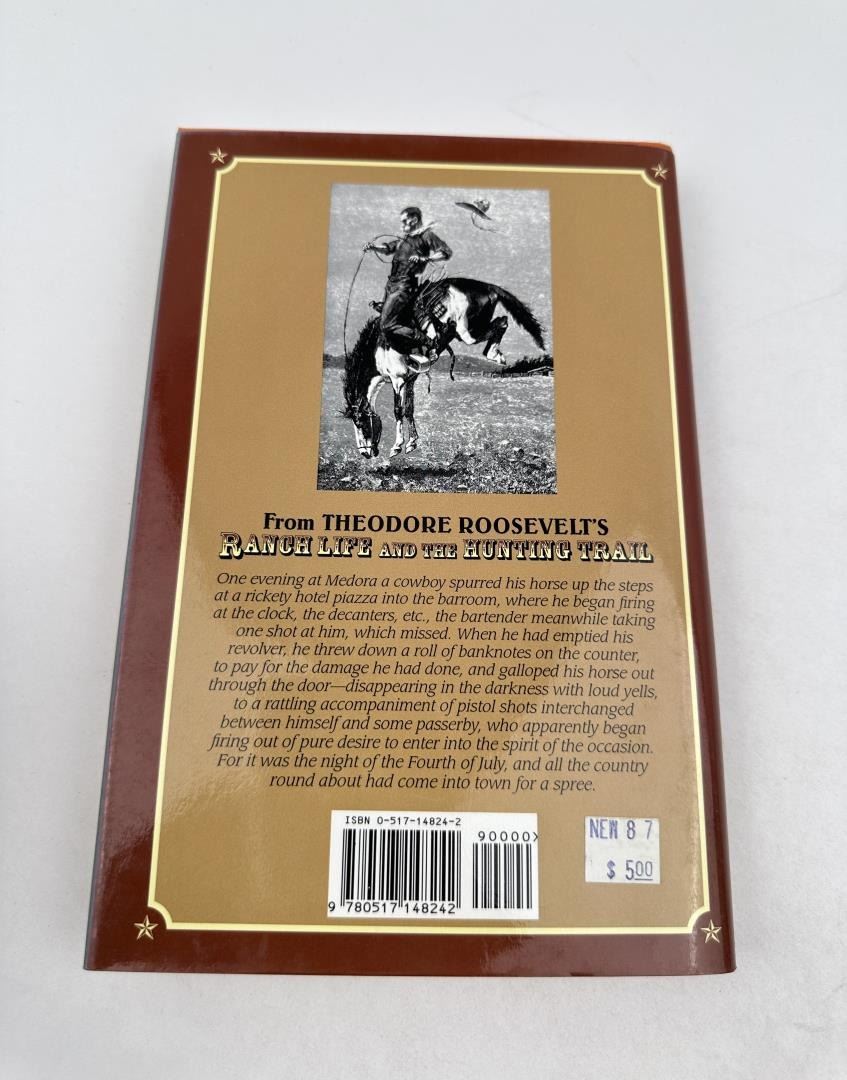 From THEODORE ROOSEVELT'S
RANCH LIFE AND THE HUNTING TRAIL
One evening at Medora a cowboy spurred his horse up the steps
at a rickety hotel piazza into the barroom, where he began firing
at the clock, the decanters, etc., the bartender meanwhile taking
one shot at him, which missed. When he had emptied his
revolver, he threw down a roll of banknotes on the counter,
to pay for the damage he had done, and galloped his horse out
through the door—disappearing in the darkness with loud yells,
to a rattling accompaniment of pistol shots interchanged
between himself and some passerby, who apparently began
firing out of pure desire to enter into the spirit of the occasion.
For it was the night of the Fourth of July, and all the country
round about had come into town for a spree.
ISBN 0-517-14824-2
90000>
9 780517 148242
NEW 8 7
$ 5.00